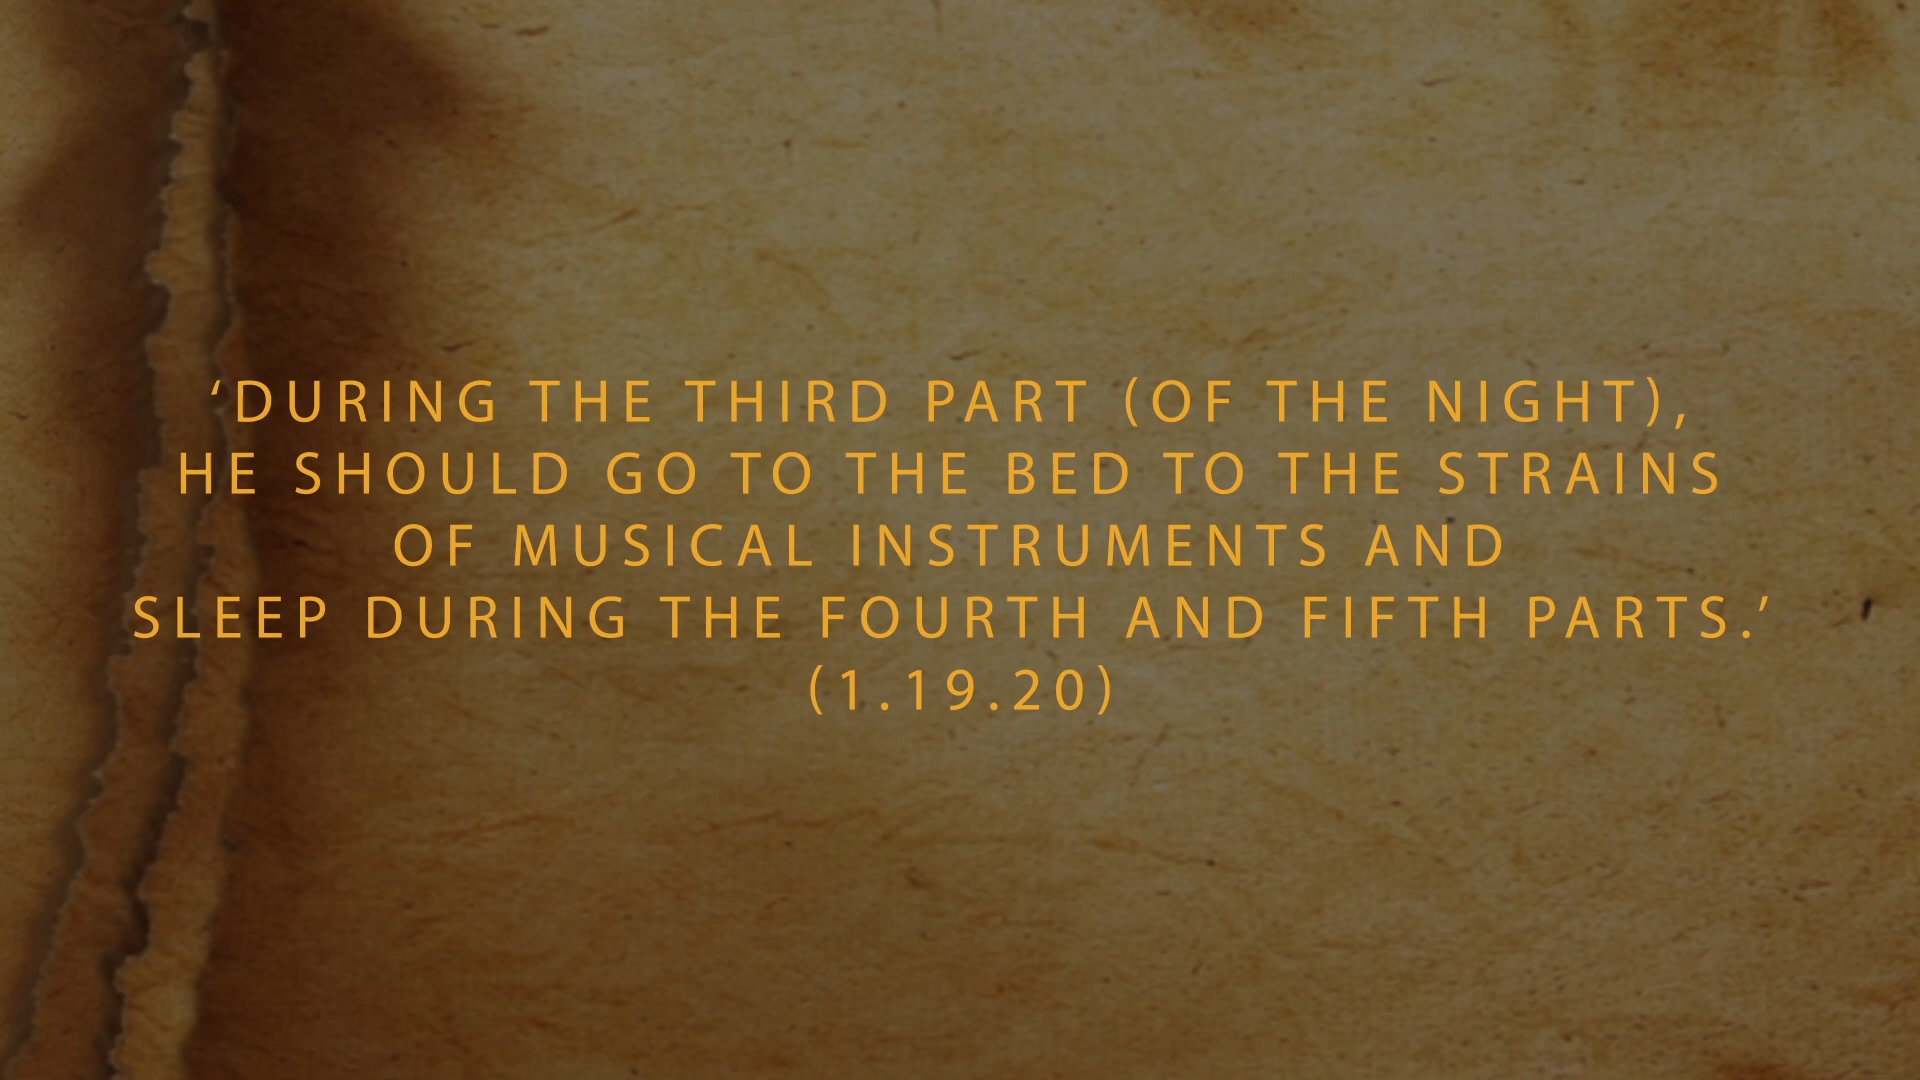 ‘DURING THE THIRD PART (OF THE NIGHT),
HE SHOULD GO TO THE BED TO THE STRAINS
OF MUSICAL INSTRUMENTS AND
SLEEP DURING THE FOURTH AND FIFTH PARTS.’
(1.19.20)